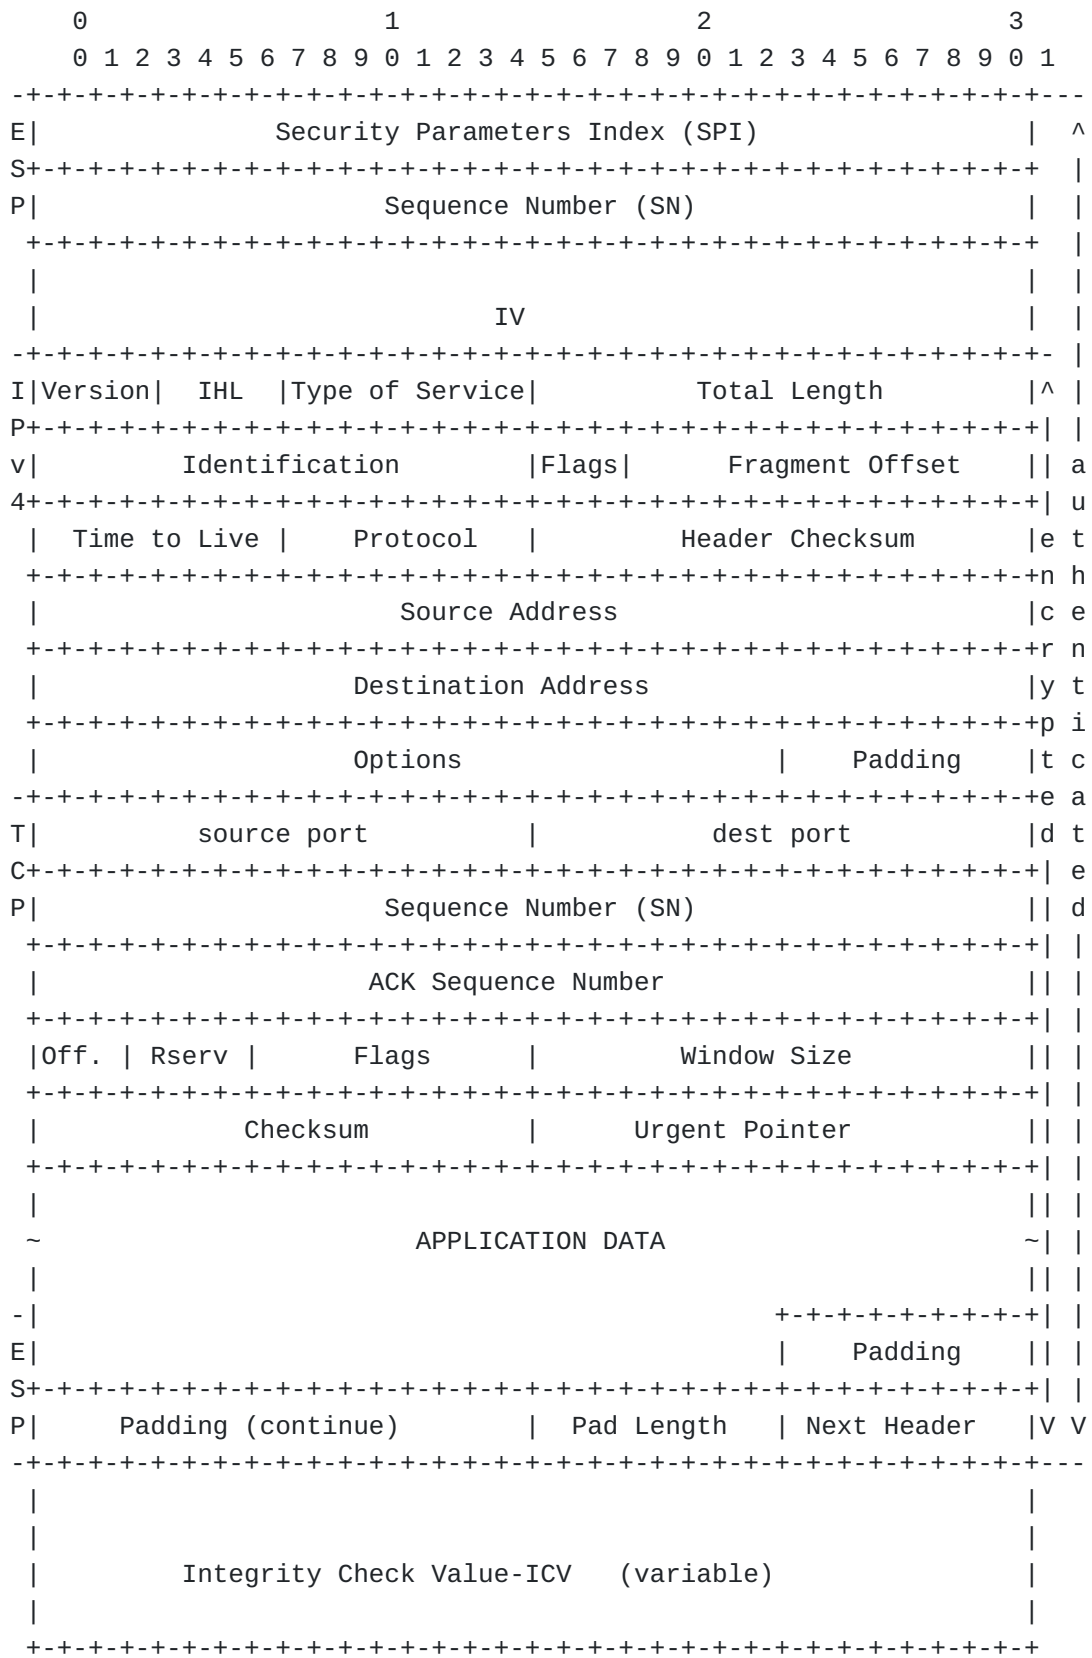 0                   1                   2                   3
    0 1 2 3 4 5 6 7 8 9 0 1 2 3 4 5 6 7 8 9 0 1 2 3 4 5 6 7 8 9 0 1
-+-+-+-+-+-+-+-+-+-+-+-+-+-+-+-+-+-+-+-+-+-+-+-+-+-+-+-+-+-+-+-+-+---
E|               Security Parameters Index (SPI)                 |  ^
S+-+-+-+-+-+-+-+-+-+-+-+-+-+-+-+-+-+-+-+-+-+-+-+-+-+-+-+-+-+-+-+-+  |
P|                      Sequence Number (SN)                     |  |
 +-+-+-+-+-+-+-+-+-+-+-+-+-+-+-+-+-+-+-+-+-+-+-+-+-+-+-+-+-+-+-+-+  |
 |                                                               |  |
 |                             IV                                |  |
-+-+-+-+-+-+-+-+-+-+-+-+-+-+-+-+-+-+-+-+-+-+-+-+-+-+-+-+-+-+-+-+-+- |
I|Version|  IHL  |Type of Service|          Total Length         |^ |
P+-+-+-+-+-+-+-+-+-+-+-+-+-+-+-+-+-+-+-+-+-+-+-+-+-+-+-+-+-+-+-+-+| |
v|         Identification        |Flags|      Fragment Offset    || a
4+-+-+-+-+-+-+-+-+-+-+-+-+-+-+-+-+-+-+-+-+-+-+-+-+-+-+-+-+-+-+-+-+| u
 |  Time to Live |    Protocol   |         Header Checksum       |e t
 +-+-+-+-+-+-+-+-+-+-+-+-+-+-+-+-+-+-+-+-+-+-+-+-+-+-+-+-+-+-+-+-+n h
 |                       Source Address                          |c e
 +-+-+-+-+-+-+-+-+-+-+-+-+-+-+-+-+-+-+-+-+-+-+-+-+-+-+-+-+-+-+-+-+r n
 |                    Destination Address                        |y t
 +-+-+-+-+-+-+-+-+-+-+-+-+-+-+-+-+-+-+-+-+-+-+-+-+-+-+-+-+-+-+-+-+p i
 |                    Options                    |    Padding    |t c
-+-+-+-+-+-+-+-+-+-+-+-+-+-+-+-+-+-+-+-+-+-+-+-+-+-+-+-+-+-+-+-+-+e a
T|          source port          |           dest port           |d t
C+-+-+-+-+-+-+-+-+-+-+-+-+-+-+-+-+-+-+-+-+-+-+-+-+-+-+-+-+-+-+-+-+| e
P|                      Sequence Number (SN)                     || d
 +-+-+-+-+-+-+-+-+-+-+-+-+-+-+-+-+-+-+-+-+-+-+-+-+-+-+-+-+-+-+-+-+| |
 |                     ACK Sequence Number                       || |
 +-+-+-+-+-+-+-+-+-+-+-+-+-+-+-+-+-+-+-+-+-+-+-+-+-+-+-+-+-+-+-+-+| |
 |Off. | Rserv |      Flags      |         Window Size           || |
 +-+-+-+-+-+-+-+-+-+-+-+-+-+-+-+-+-+-+-+-+-+-+-+-+-+-+-+-+-+-+-+-+| |
 |             Checksum          |      Urgent Pointer           || |
 +-+-+-+-+-+-+-+-+-+-+-+-+-+-+-+-+-+-+-+-+-+-+-+-+-+-+-+-+-+-+-+-+| |
 |                                                               || |
 ~                        APPLICATION DATA                       ~| |
 |                                                               || |
-|                                               +-+-+-+-+-+-+-+-+| |
E|                                               |    Padding    || |
S+-+-+-+-+-+-+-+-+-+-+-+-+-+-+-+-+-+-+-+-+-+-+-+-+-+-+-+-+-+-+-+-+| |
P|     Padding (continue)        |  Pad Length   | Next Header   |V V
-+-+-+-+-+-+-+-+-+-+-+-+-+-+-+-+-+-+-+-+-+-+-+-+-+-+-+-+-+-+-+-+-+---
 |                                                               |
 |                                                               |
 |         Integrity Check Value-ICV   (variable)                |
 |                                                               |
 +-+-+-+-+-+-+-+-+-+-+-+-+-+-+-+-+-+-+-+-+-+-+-+-+-+-+-+-+-+-+-+-+